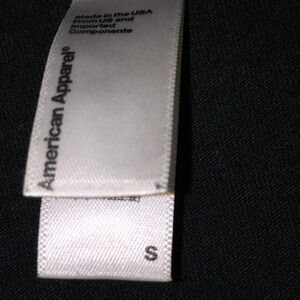 Made in the USA
From US and
Imported
Components
American Apparel®
S